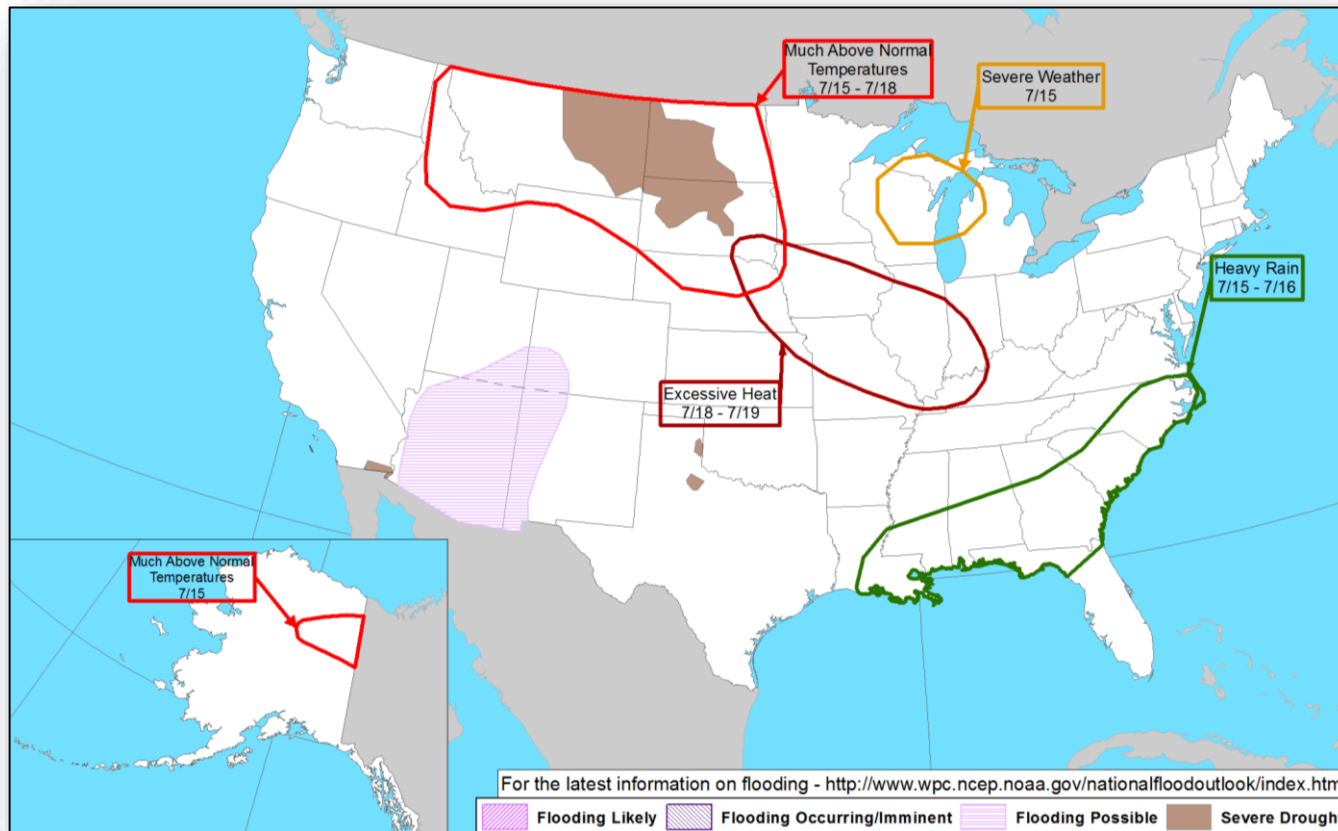 Much Above Normal
Temperatures
7/15 - 7/18
Severe Weather
7/15
Heavy Rain
7/15 - 7/16
Excessive Heat
7/18 - 7/19
Much Above Normal
Temperatures
7/15
For the latest information on flooding - http://www.wpc.ncep.noaa.gov/nationalfloodoutlook/index.htm
Flooding Likely Flooding Occurring/Imminent Flooding Possible Severe Drough